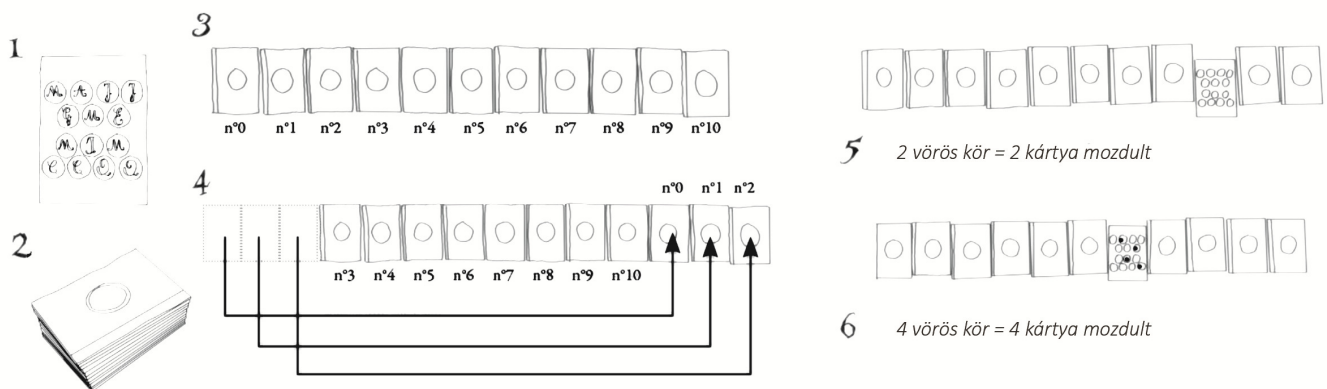 1
M A J J
M E
M I M
C C Q Q
2
3
n°0 n°1 n°2 n°3 n°4 n°5 n°6 n°7 n°8 n°9 n°10
4
n°0 n°1 n°2
n°3 n°4 n°5 n°6 n°7 n°8 n°9 n°10
5 2 vörös kör = 2 kártya mozdult
6 4 vörös kör = 4 kártya mozdult